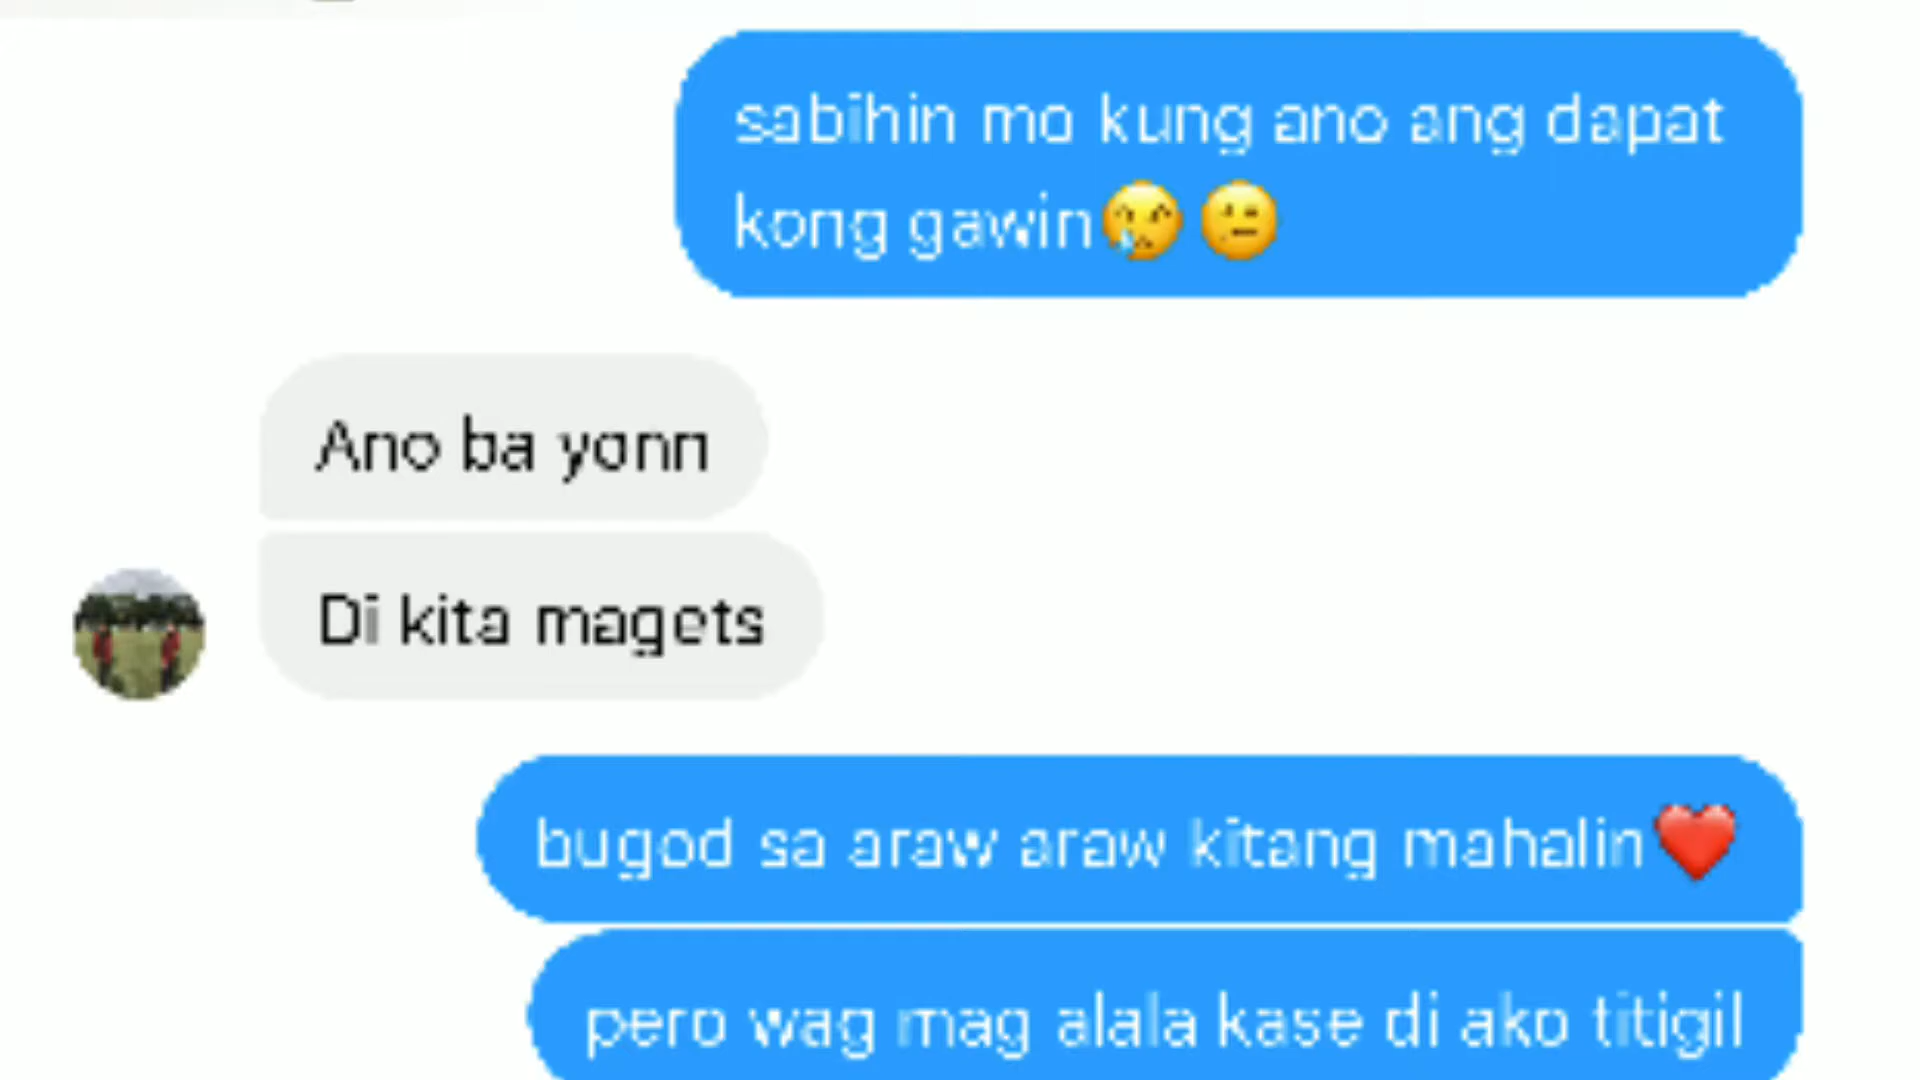 sabihin mo kung ano ang dapat
kong gawin🥲😐
Ano ba yonn
Di kita magets
bugod sa araw araw kitang mahalin❤️
pero wag mag alala kase di ako titigil